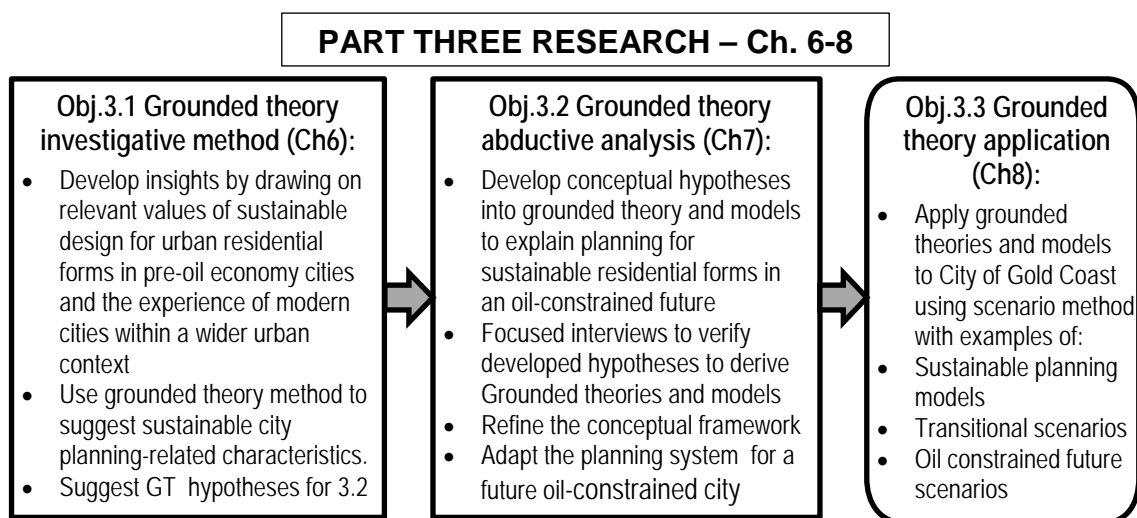 PART THREE RESEARCH – Ch. 6-8
Obj.3.1 Grounded theory
investigative method (Ch6):
• Develop insights by drawing on
relevant values of sustainable
design for urban residential
forms in pre-oil economy cities
and the experience of modern
cities within a wider urban
context
• Use grounded theory method to
suggest sustainable city
planning-related characteristics.
• Suggest GT hypotheses for 3.2
Obj.3.2 Grounded theory
abductive analysis (Ch7):
• Develop conceptual hypotheses
into grounded theory and models
to explain planning for
sustainable residential forms in
an oil-constrained future
• Focused interviews to verify
developed hypotheses to derive
Grounded theories and models
• Refine the conceptual framework
• Adapt the planning system for a
future oil-constrained city
Obj.3.3 Grounded
theory application
(Ch8):
• Apply grounded
theories and models
to City of Gold Coast
using scenario method
with examples of:
• Sustainable planning
models
• Transitional scenarios
• Oil constrained future
scenarios